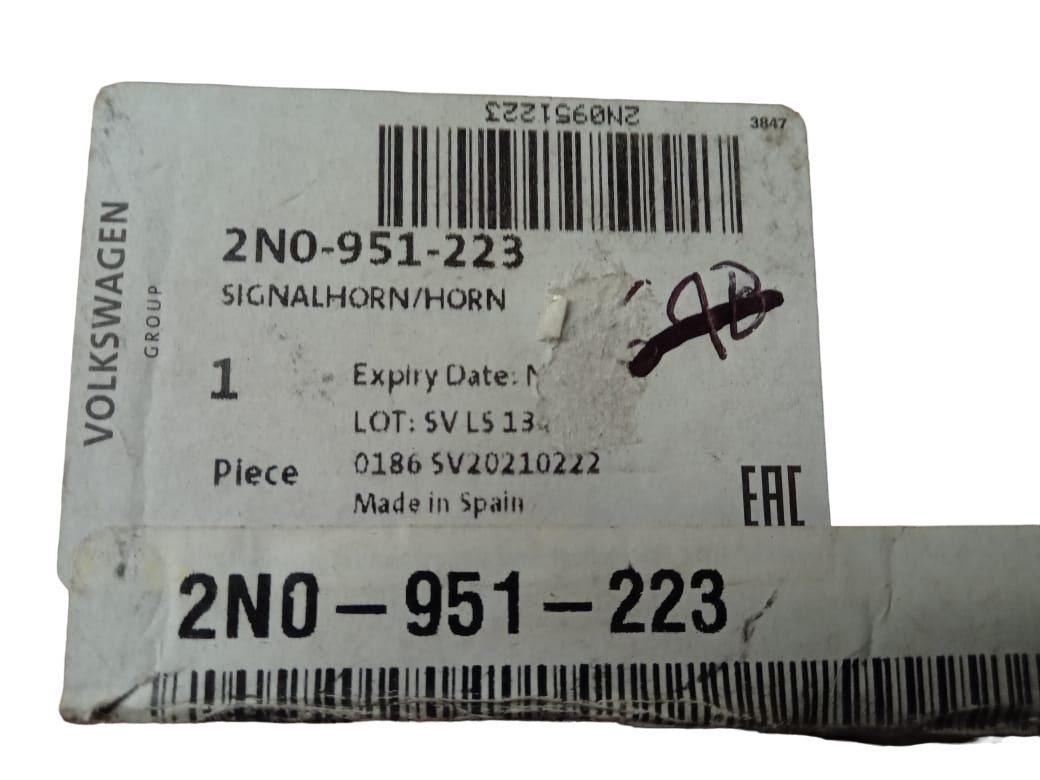 2N0951223
3847
VOLKSWAGEN
GROUP
2N0-951-223
SIGNALHORN/HORN
1
Expiry Date: N
LOT: SV LS 13
Piece
0186 SV20210222
Made in Spain
EAC
2N0-951-223